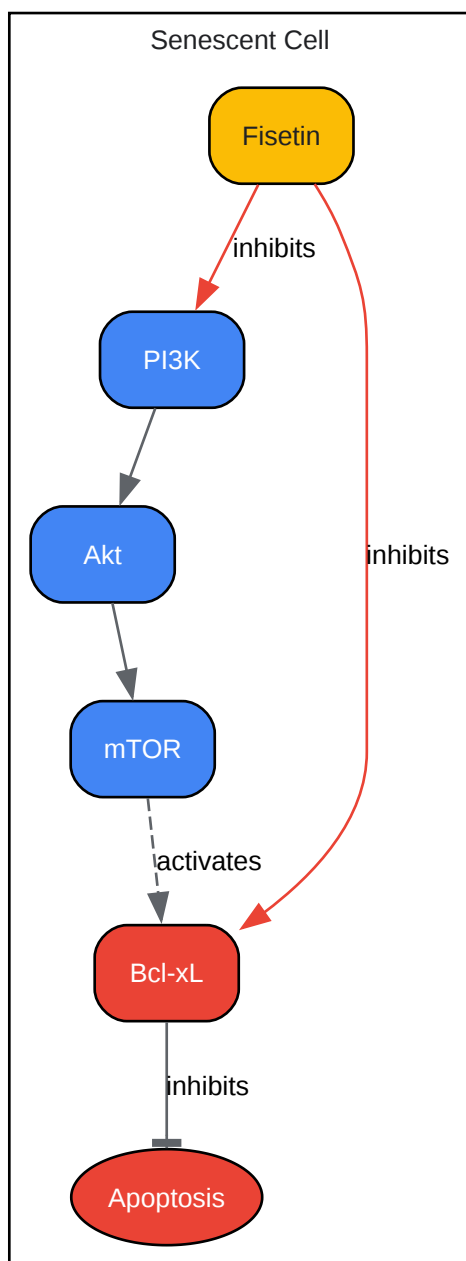 Senescent Cell
Fisetin
inhibits
PI3K
Akt
inhibits
mTOR
activates
Bcl-xL
inhibits
Apoptosis